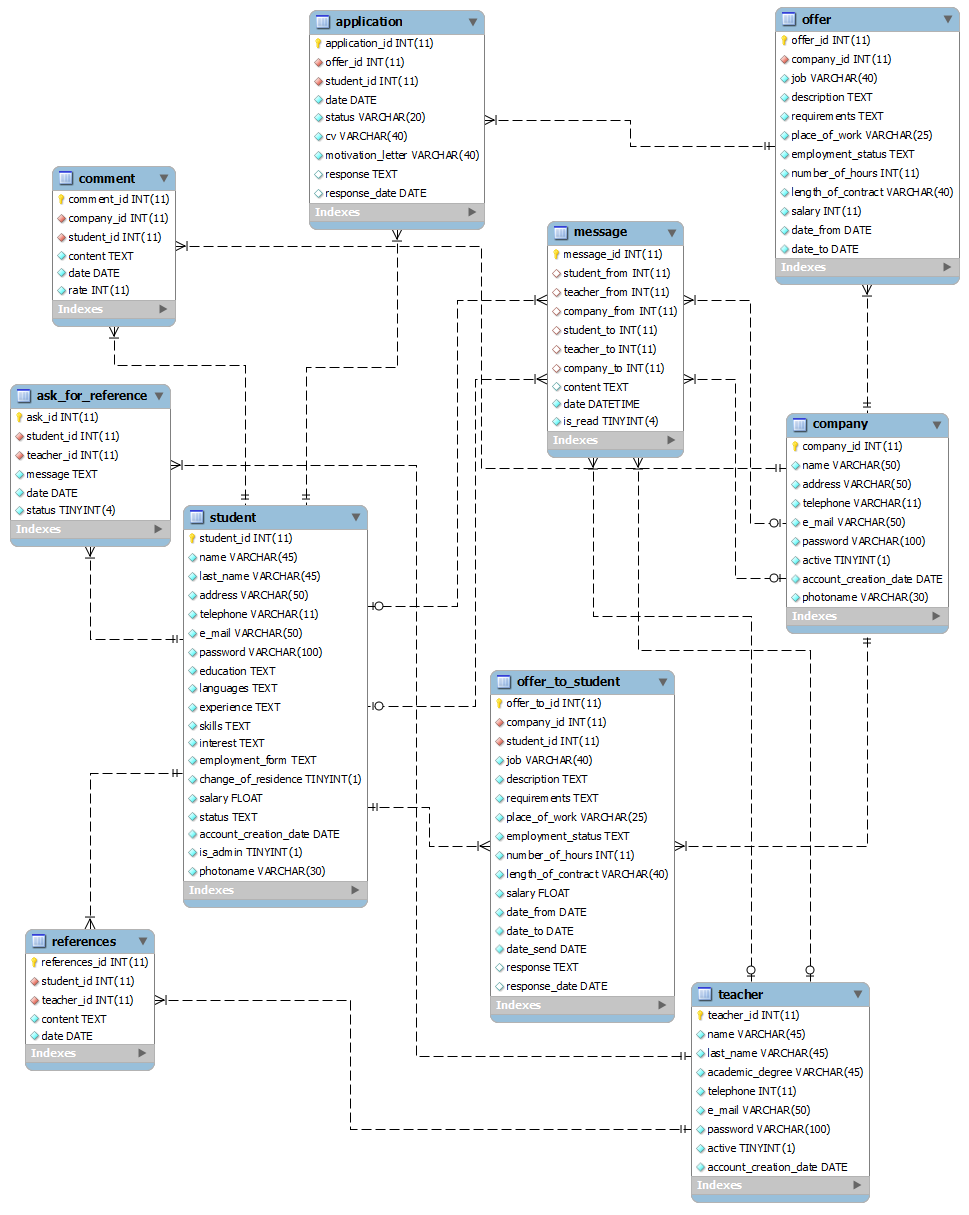 application
application_id INT(11)
offer_id INT(11)
student_id INT(11)
date DATE
status VARCHAR(20)
cv VARCHAR(40)
motivation_letter VARCHAR(40)
response TEXT
response_date DATE
Indexes
offer
offer_id INT(11)
company_id INT(11)
job VARCHAR(40)
description TEXT
requirements TEXT
place_of_work VARCHAR(25)
employment_status TEXT
number_of_hours INT(11)
length_of_contract VARCHAR(40)
salary INT(11)
date_from DATE
date_to DATE
Indexes
comment
comment_id INT(11)
company_id INT(11)
student_id INT(11)
content TEXT
date DATE
rate INT(11)
Indexes
message
message_id INT(11)
student_from INT(11)
teacher_from INT(11)
company_from INT(11)
student_to INT(11)
teacher_to INT(11)
company_to INT(11)
content TEXT
date DATETIME
is_read TINYINT(4)
Indexes
ask_for_reference
ask_id INT(11)
student_id INT(11)
teacher_id INT(11)
message TEXT
date DATE
status TINYINT(4)
Indexes
company
company_id INT(11)
name VARCHAR(50)
address VARCHAR(50)
telephone VARCHAR(11)
e_mail VARCHAR(50)
password VARCHAR(100)
active TINYINT(1)
account_creation_date DATE
photoname VARCHAR(30)
Indexes
student
student_id INT(11)
name VARCHAR(45)
last_name VARCHAR(45)
address VARCHAR(50)
telephone VARCHAR(11)
e_mail VARCHAR(50)
password VARCHAR(100)
education TEXT
languages TEXT
experience TEXT
skills TEXT
interest TEXT
employment_form TEXT
change_of_residence TINYINT(1)
salary FLOAT
status TEXT
account_creation_date DATE
is_admin TINYINT(1)
photoname VARCHAR(30)
Indexes
offer_to_student
offer_to_id INT(11)
company_id INT(11)
student_id INT(11)
job VARCHAR(40)
description TEXT
requirements TEXT
place_of_work VARCHAR(25)
employment_status TEXT
number_of_hours INT(11)
length_of_contract VARCHAR(40)
salary FLOAT
date_from DATE
date_to DATE
date_send DATE
response TEXT
response_date DATE
Indexes
references
references_id INT(11)
student_id INT(11)
teacher_id INT(11)
content TEXT
date DATE
Indexes
teacher
teacher_id INT(11)
name VARCHAR(45)
last_name VARCHAR(45)
academic_degree VARCHAR(45)
telephone INT(11)
e_mail VARCHAR(50)
password VARCHAR(100)
active TINYINT(1)
account_creation_date DATE
Indexes